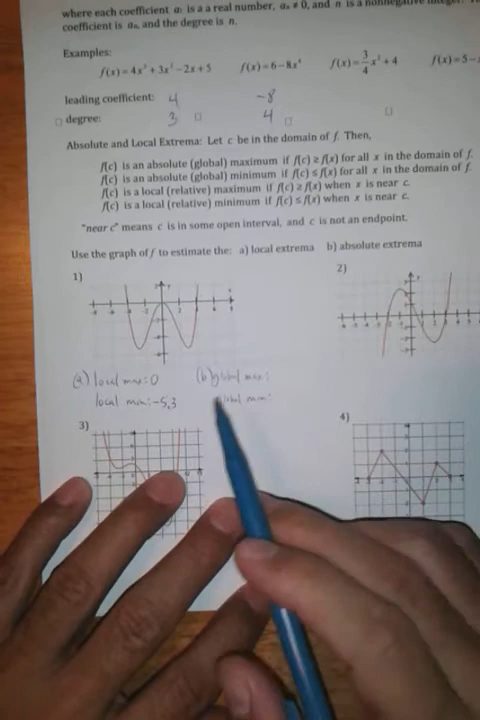 where each coefficient aᵢ is a a real number, aₙ ≠ 0, and n is a nonnegative integer.
coefficient is aₙ, and the degree is n.
Examples:
f(x) = 4x³ + 3x² − 2x + 5 f(x) = 6 − 8x⁴ f(x) = 3/4 x² + 4 f(x) = 5 −
leading coefficient: 4 −8
degree: 3 4
Absolute and Local Extrema: Let c be in the domain of f. Then,
f(c) is an absolute (global) maximum if f(c) ≥ f(x) for all x in the domain of f.
f(c) is an absolute (global) minimum if f(c) ≤ f(x) for all x in the domain of f.
f(c) is a local (relative) maximum if f(c) ≥ f(x) when x is near c.
f(c) is a local (relative) minimum if f(c) ≤ f(x) when x is near c.
"near c" means c is in some open interval, and c is not an endpoint.
Use the graph of f to estimate the: a) local extrema b) absolute extrema
1)
2)
(a) local max: 0 (b) global max:
local min: −5.3 global min:
3)
4)